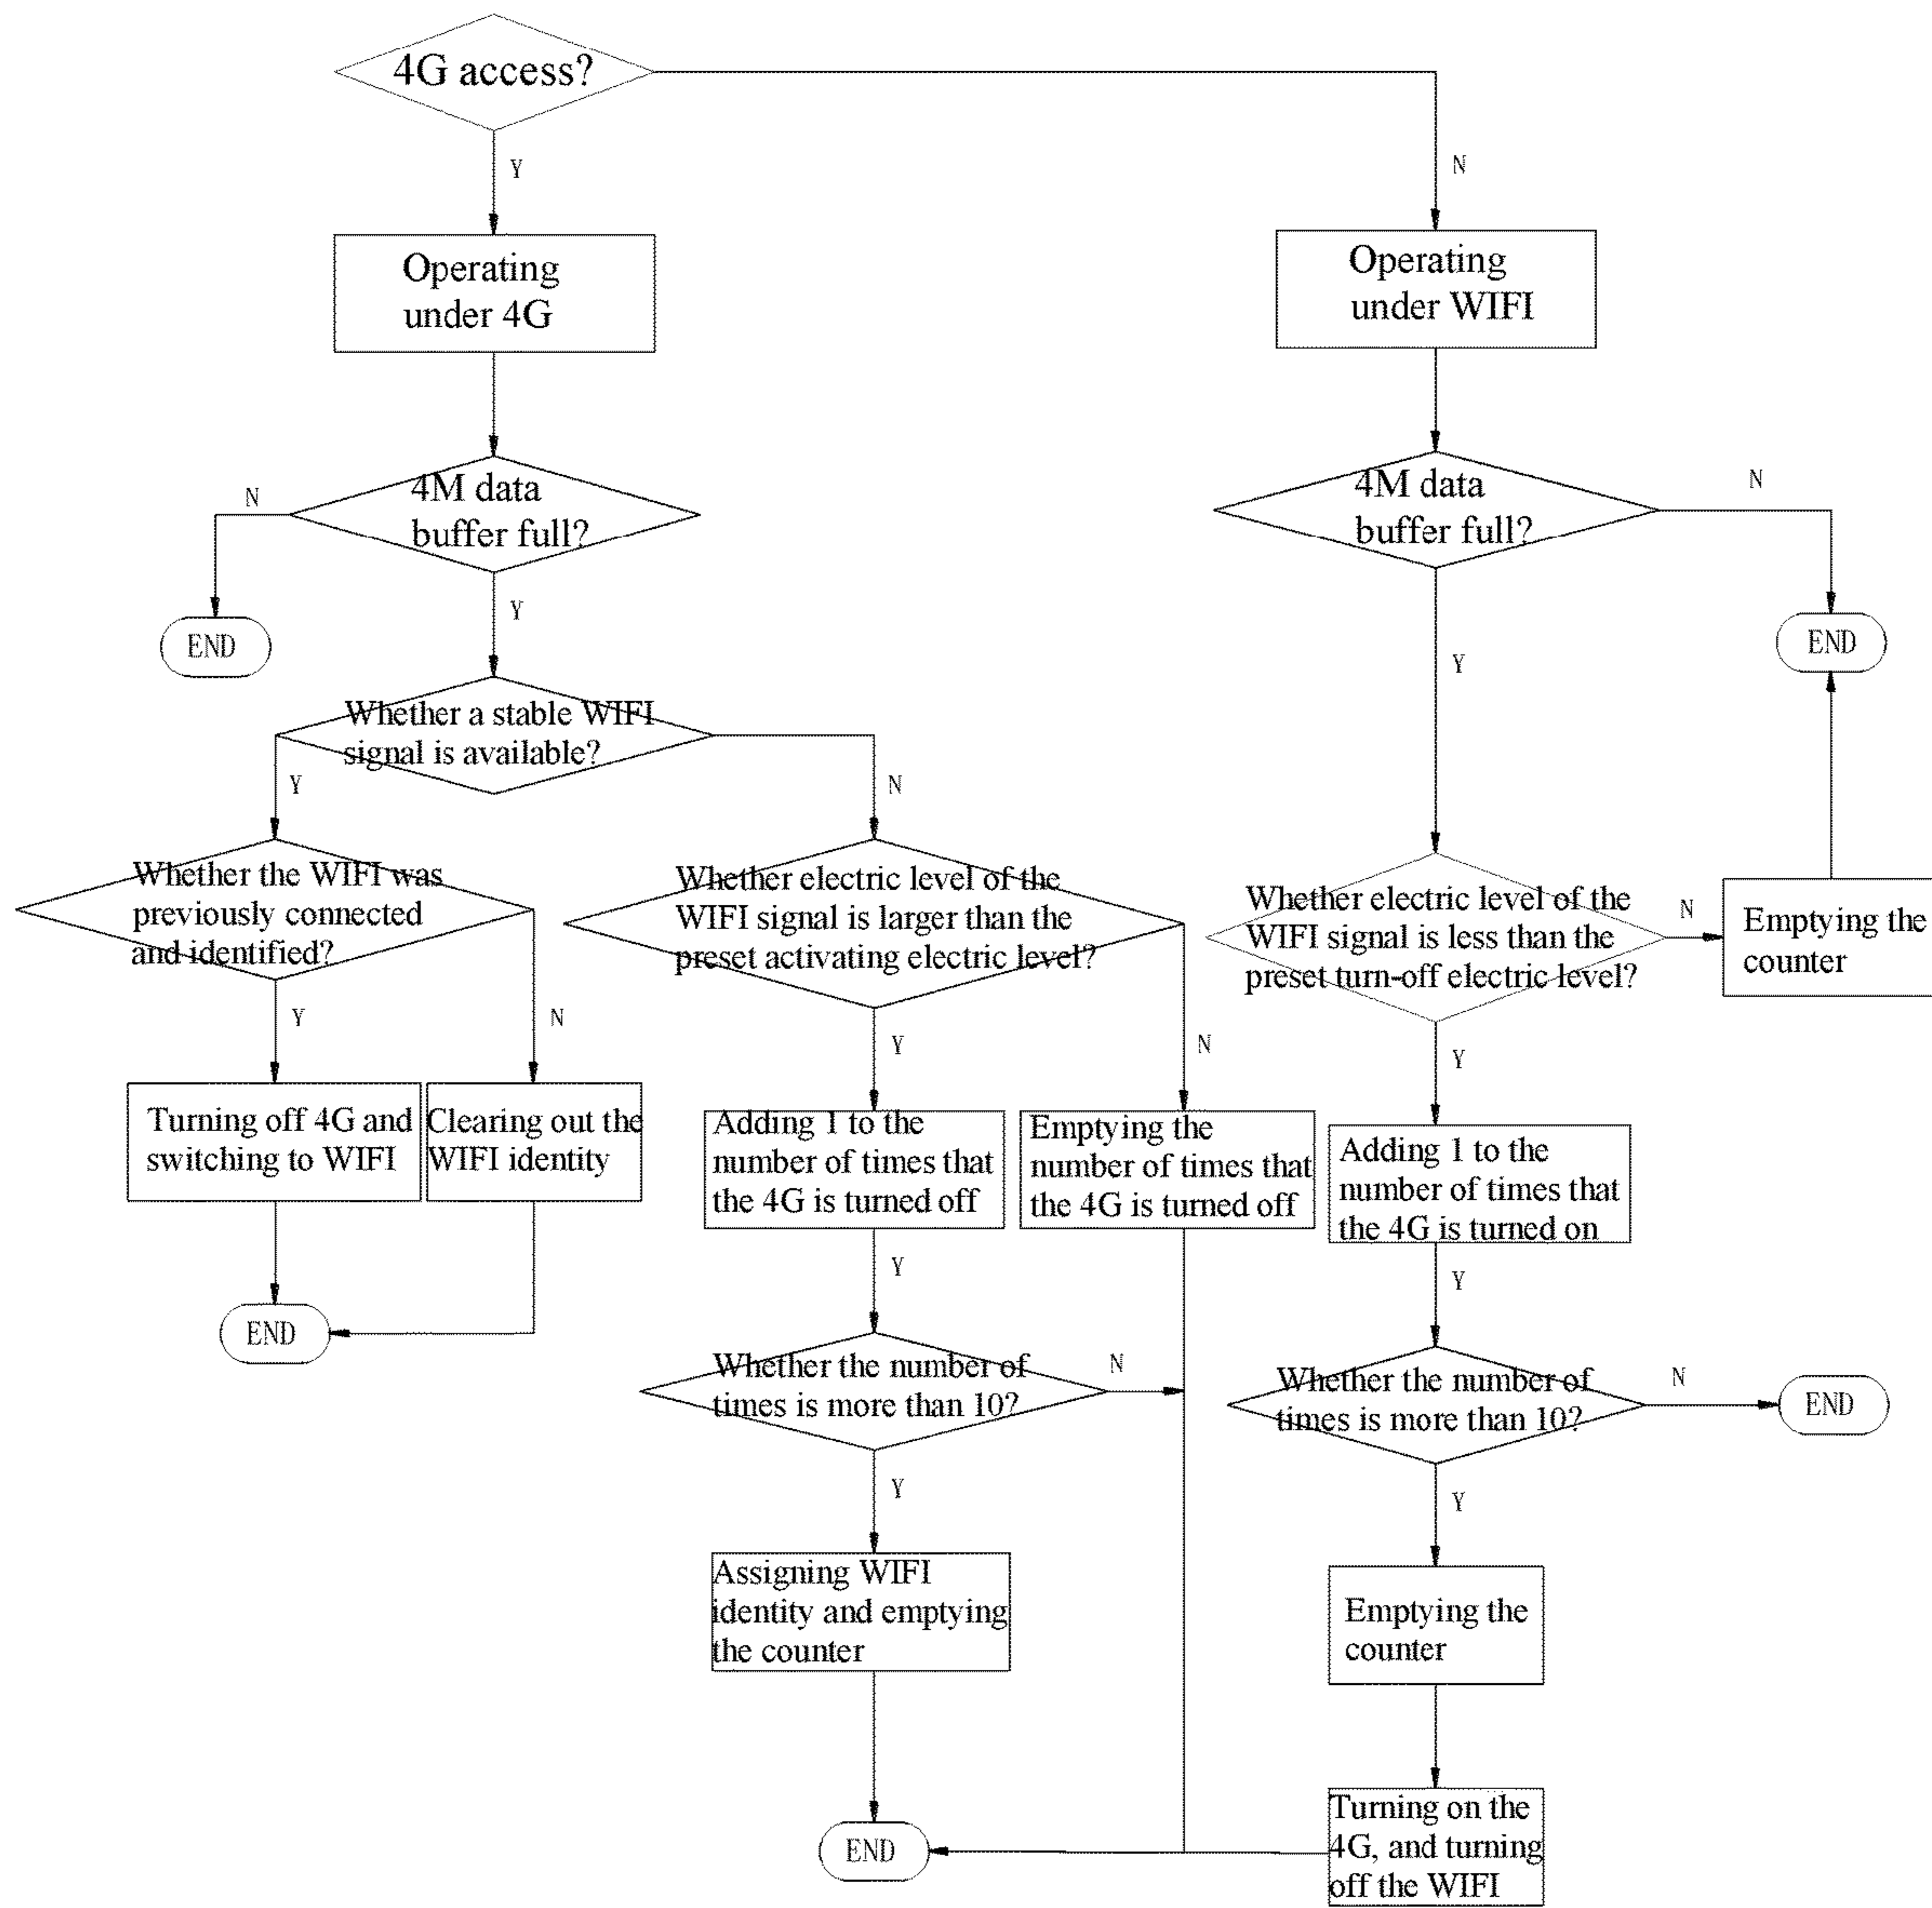 4G access?
Y
N
Operating
under 4G
Operating
under WIFI
4M data
buffer full?
N
Y
END
4M data
buffer full?
N
Y
END
Whether a stable WIFI
signal is available?
Y
N
Whether the WIFI was
previously connected
and identified?
Y
N
Whether electric level of the
WIFI signal is larger than the
preset activating electric level?
Y
N
Whether electric level of the
WIFI signal is less than the
preset turn-off electric level?
N
Y
Emptying the
counter
Turning off 4G and
switching to WIFI
Clearing out the
WIFI identity
Adding 1 to the
number of times that
the 4G is turned off
Emptying the
number of times that
the 4G is turned off
Adding 1 to the
number of times that
the 4G is turned on
Y
Y
END
Whether the number of
times is more than 10?
N
Y
Whether the number of
times is more than 10?
N
Y
END
Assigning WIFI
identity and emptying
the counter
Emptying the
counter
END
Turning on the
4G, and turning
off the WIFI